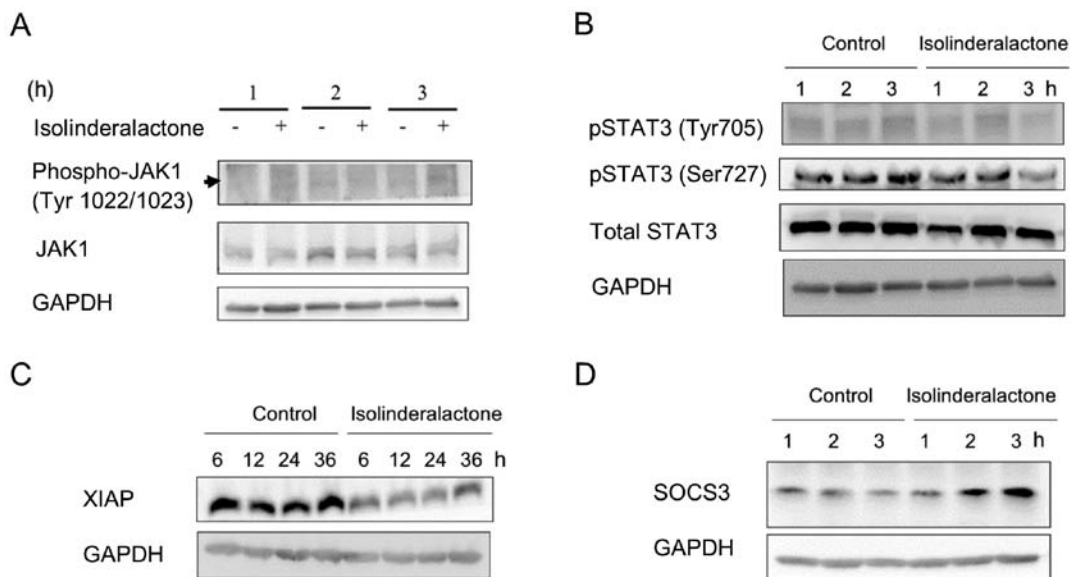 A
(h)
1 2 3
Isolinderalactone - + - + - +
Phospho-JAK1
(Tyr 1022/1023)
JAK1
GAPDH
B
Control Isolinderalactone
1 2 3 1 2 3 h
pSTAT3 (Tyr705)
pSTAT3 (Ser727)
Total STAT3
GAPDH
C
Control Isolinderalactone
6 12 24 36 6 12 24 36 h
XIAP
GAPDH
D
Control Isolinderalactone
1 2 3 1 2 3 h
SOCS3
GAPDH